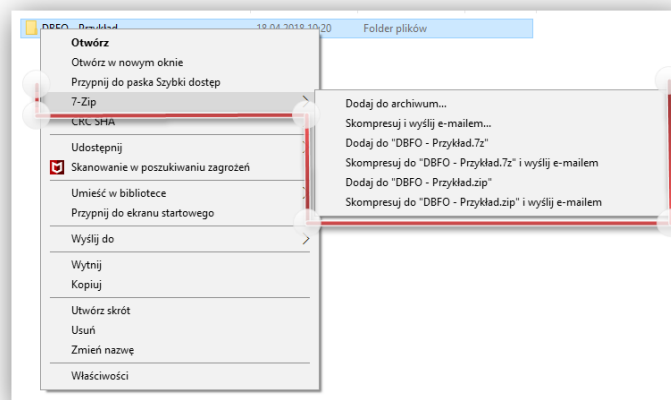 DBFO - Przykład 18.04.2018 10:20 Folder plików
Otwórz
Otwórz w nowym oknie
Przypnij do paska Szybki dostęp
7-Zip
CRC SHA
Udostępnij
Skanowanie w poszukiwaniu zagrożeń
Umieść w bibliotece
Przypnij do ekranu startowego
Wyślij do
Wytnij
Kopiuj
Utwórz skrót
Usuń
Zmień nazwę
Właściwości
Dodaj do archiwum...
Skompresuj i wyślij e-mailem...
Dodaj do "DBFO - Przykład.7z"
Skompresuj do "DBFO - Przykład.7z" i wyślij e-mailem
Dodaj do "DBFO - Przykład.zip"
Skompresuj do "DBFO - Przykład.zip" i wyślij e-mailem